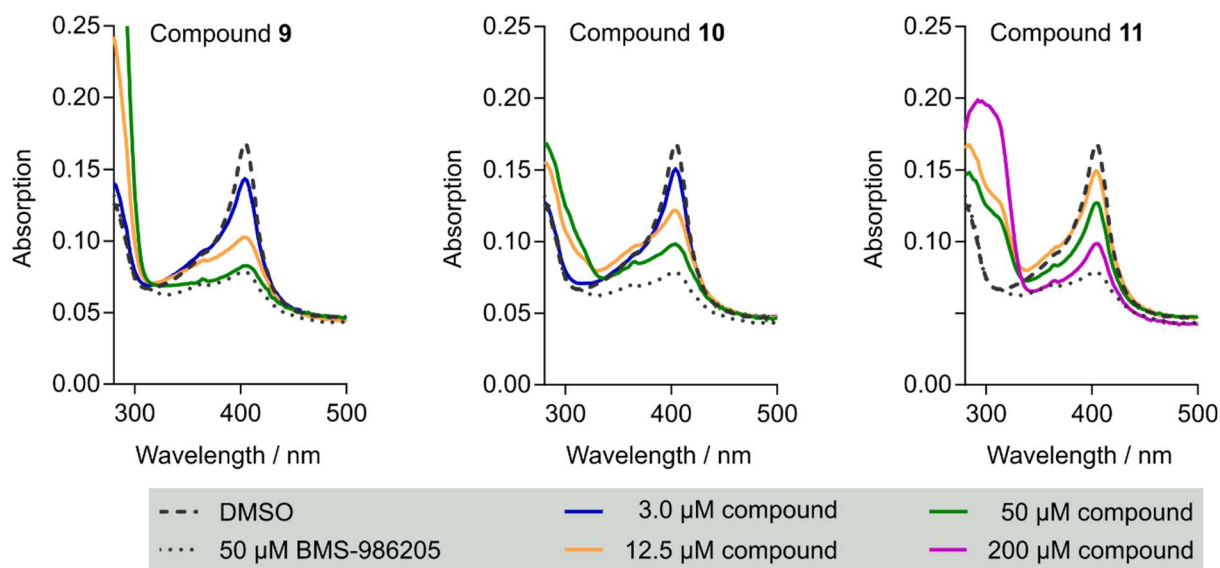 Compound 9
Absorption
0.25
0.20
0.15
0.10
0.05
0.00
300 400 500
Wavelength / nm
Compound 10
Absorption
0.25
0.20
0.15
0.10
0.05
0.00
300 400 500
Wavelength / nm
Compound 11
Absorption
0.25
0.20
0.15
0.10
0.05
0.00
300 400 500
Wavelength / nm
DMSO 3.0 µM compound 50 µM compound
50 µM BMS-986205 12.5 µM compound 200 µM compound